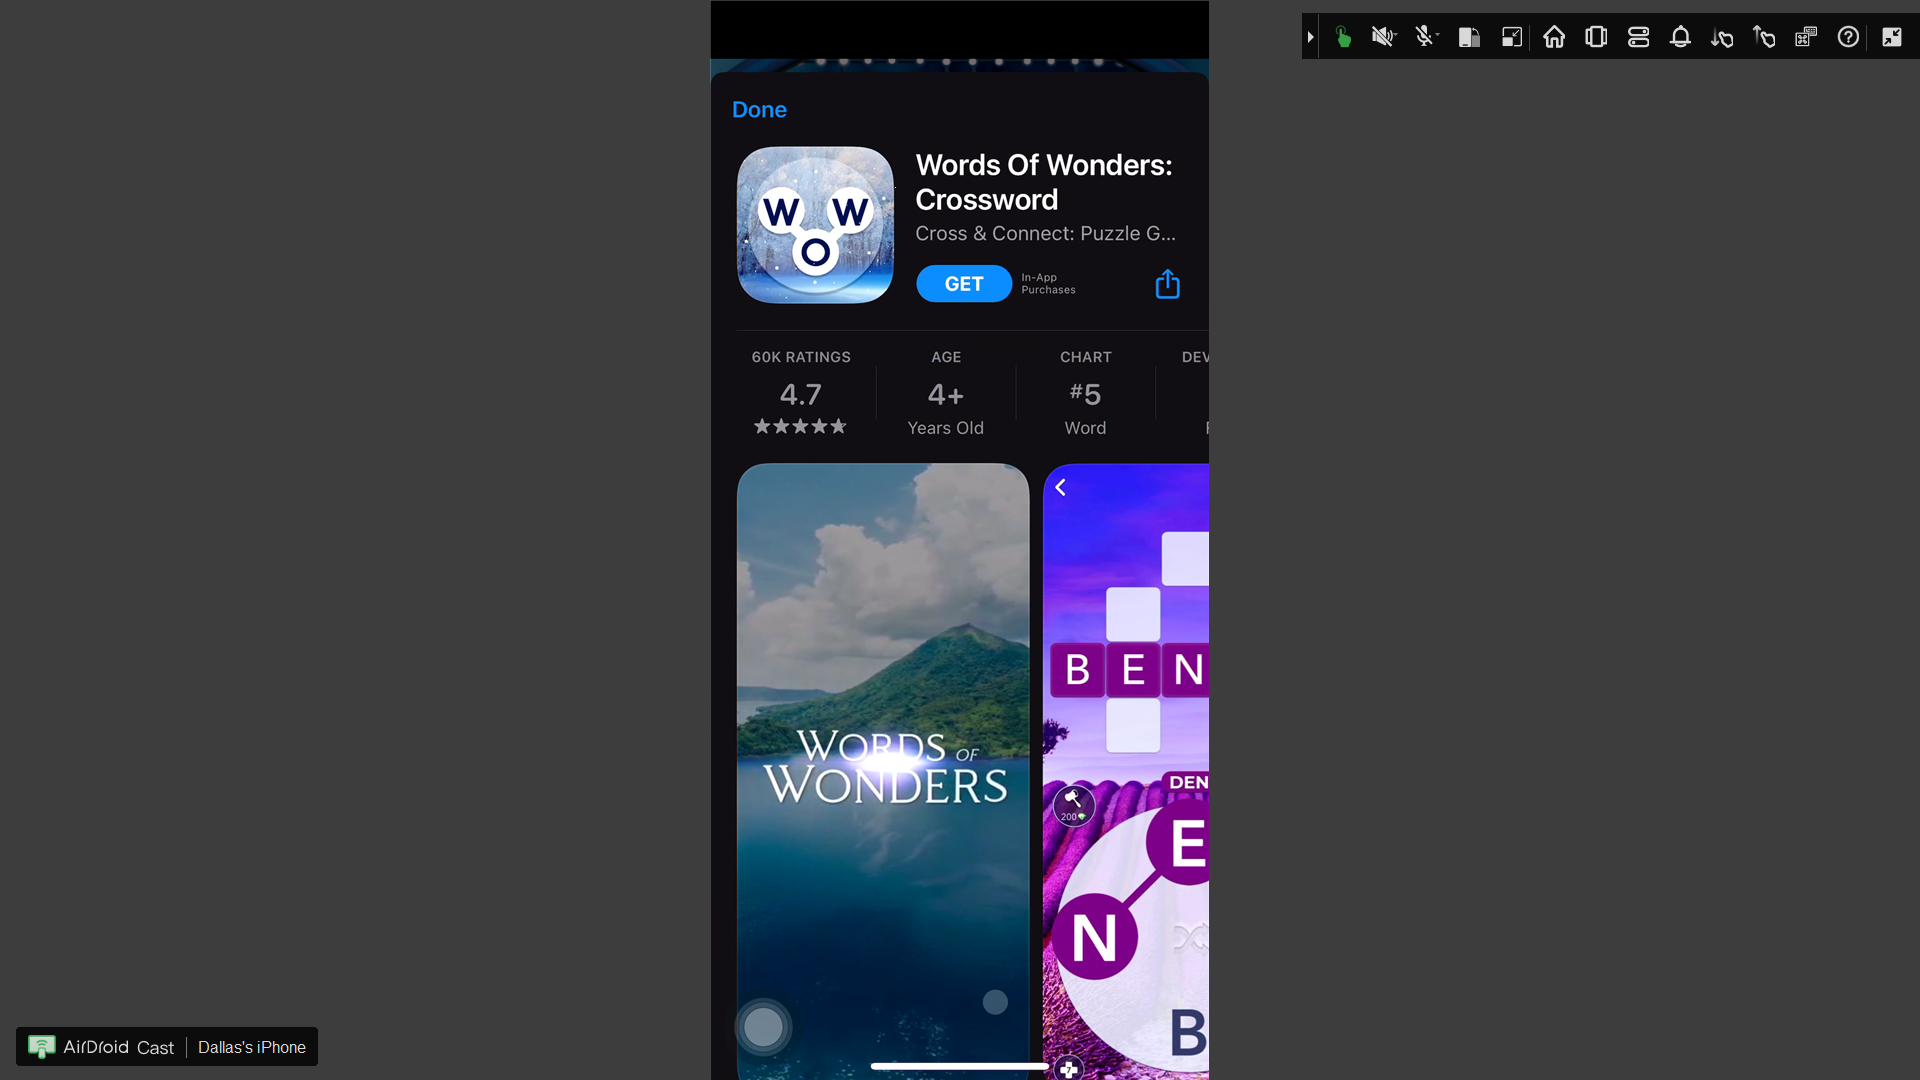 Done
W W
O
Words Of Wonders:
Crossword
Cross & Connect: Puzzle G...
GET
In-App
Purchases
60K RATINGS
AGE
CHART
DEV
4.7
4+
#5
★★★★★
Years Old
Word
WORDS OF
WONDERS
B E N
DEN
200
E
N
B
AirDroid Cast
Dallas's iPhone